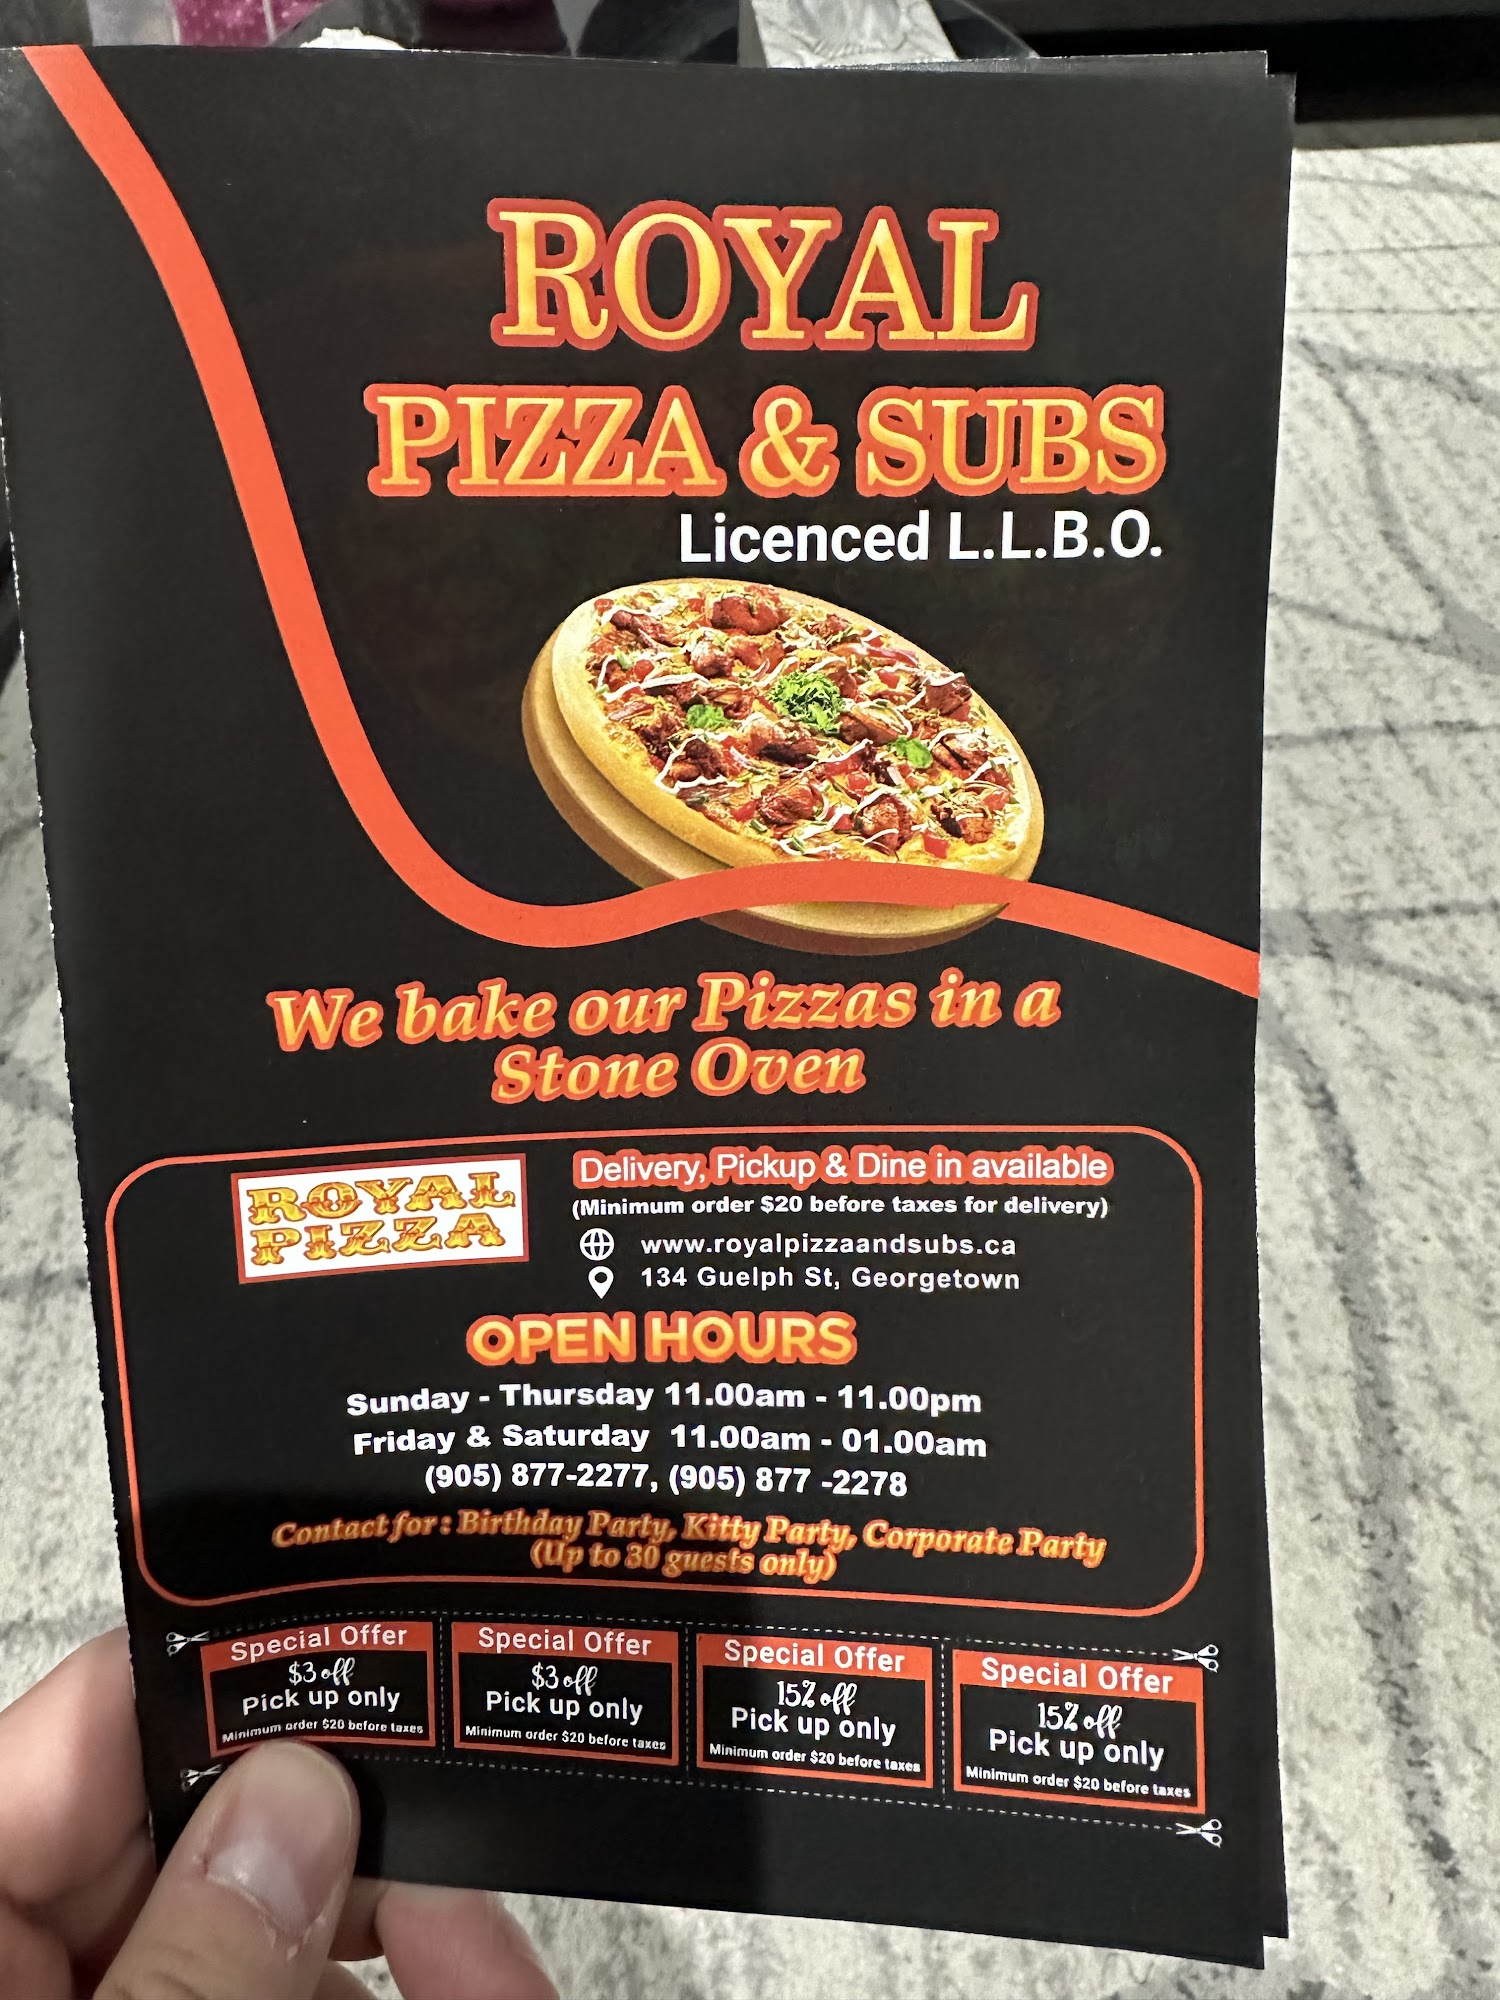 ROYAL
PIZZA & SUBS
Licenced L.L.B.O.
We bake our Pizzas in a
Stone Oven
ROYAL
PIZZA
Delivery, Pickup & Dine in available
(Minimum order $20 before taxes for delivery)
www.royalpizzaandsubs.ca
134 Guelph St, Georgetown
OPEN HOURS
Sunday - Thursday 11.00am - 11.00pm
Friday & Saturday 11.00am - 01.00am
(905) 877-2277, (905) 877 -2278
Contact for : Birthday Party, Kitty Party, Corporate Party
(Up to 30 guests only)
Special Offer
$3 off
Pick up only
Minimum order $20 before taxes
Special Offer
$3 off
Pick up only
Minimum order $20 before taxes
Special Offer
15% off
Pick up only
Minimum order $20 before taxes
Special Offer
15% off
Pick up only
Minimum order $20 before taxes